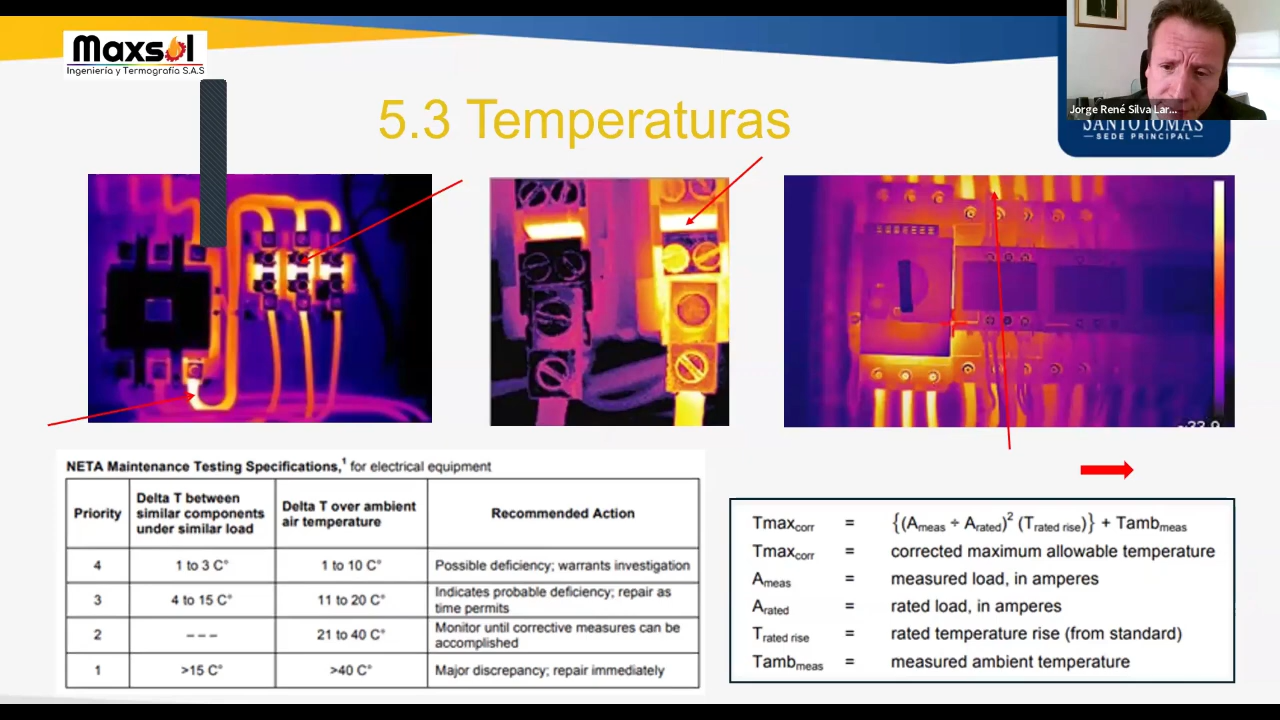 Maxsol
Ingeniería y Termografía S.A.S
Jorge René Silva Lar...
SANTOTOMÁS
SEDE PRINCIPAL
5.3 Temperaturas
NETA Maintenance Testing Specifications,¹ for electrical equipment
Priority
Delta T between
similar components
under similar load
Delta T over ambient
air temperature
Recommended Action
4
1 to 3 C°
1 to 10 C°
Possible deficiency; warrants investigation
3
4 to 15 C°
11 to 20 C°
Indicates probable deficiency; repair as
time permits
2
– – –
21 to 40 C°
Monitor until corrective measures can be
accomplished
1
>15 C°
>40 C°
Major discrepancy; repair immediately
Tmaxcorr = {(Ameas ÷ Arated)² (Trated rise)} + Tambmeas
Tmaxcorr = corrected maximum allowable temperature
Ameas = measured load, in amperes
Arated = rated load, in amperes
Trated rise = rated temperature rise (from standard)
Tambmeas = measured ambient temperature